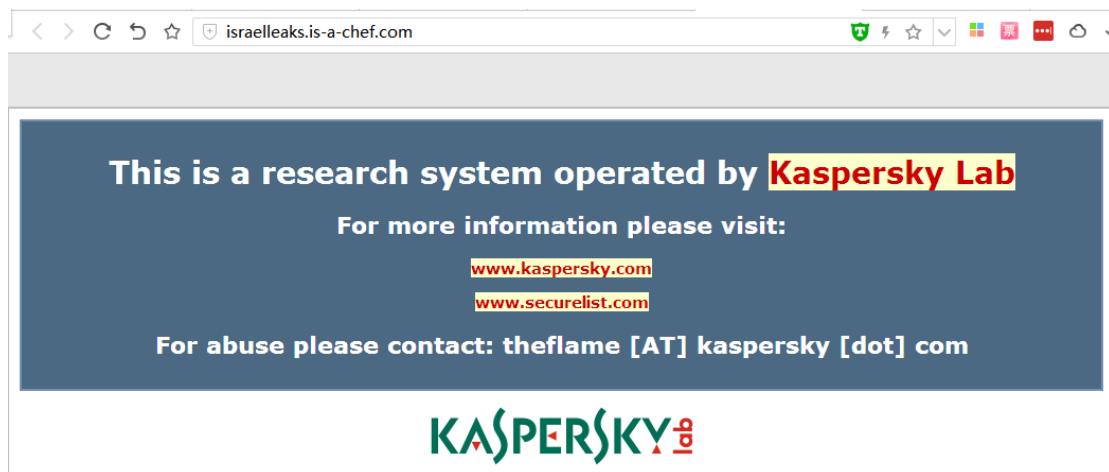 israelleaks.is-a-chef.com
票
This is a research system operated by Kaspersky Lab
For more information please visit:
www.kaspersky.com
www.securelist.com
For abuse please contact: theflame [AT] kaspersky [dot] com
KASPERSKY lab